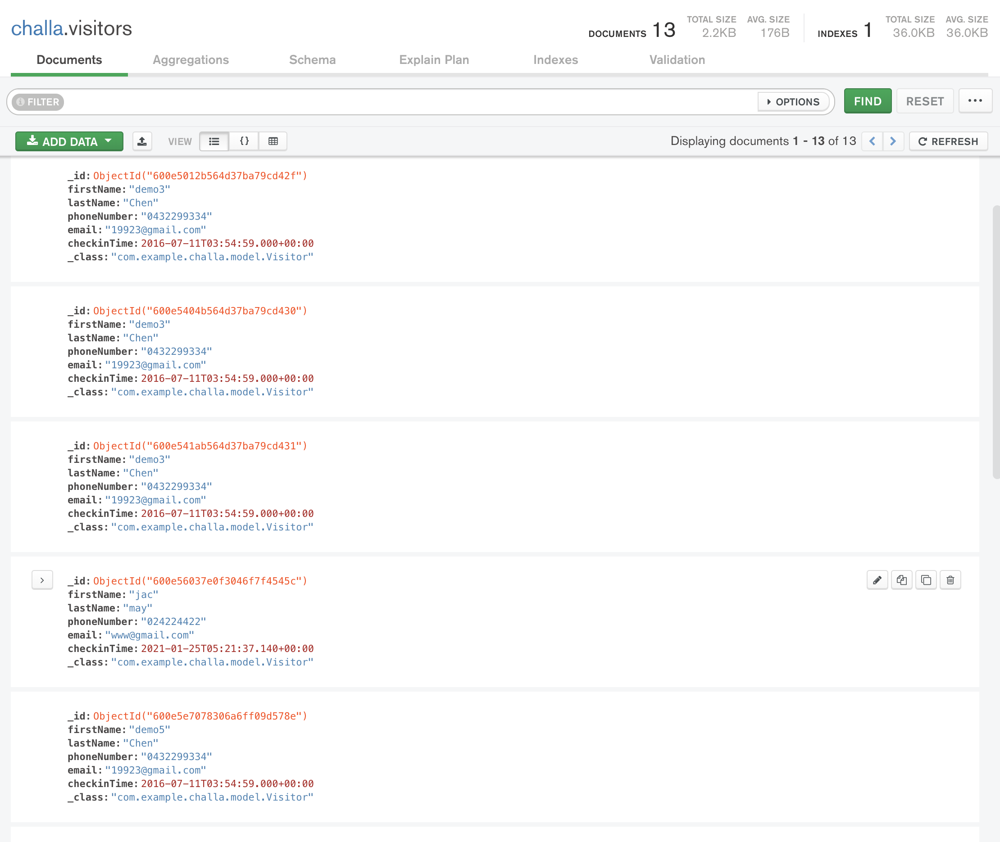 challa.visitors
DOCUMENTS 13 TOTAL SIZE 2.2KB AVG. SIZE 176B INDEXES 1 TOTAL SIZE 36.0KB AVG. SIZE 36.0KB
Documents Aggregations Schema Explain Plan Indexes Validation
FILTER OPTIONS FIND RESET ...
ADD DATA VIEW {} Displaying documents 1 - 13 of 13 < > REFRESH
_id: ObjectId("600e5012b564d37ba79cd42f")
firstName: "demo3"
lastName: "Chen"
phoneNumber: "0432299334"
email: "19923@gmail.com"
checkinTime: 2016-07-11T03:54:59.000+00:00
_class: "com.example.challa.model.Visitor"
_id: ObjectId("600e5404b564d37ba79cd430")
firstName: "demo3"
lastName: "Chen"
phoneNumber: "0432299334"
email: "19923@gmail.com"
checkinTime: 2016-07-11T03:54:59.000+00:00
_class: "com.example.challa.model.Visitor"
_id: ObjectId("600e541ab564d37ba79cd431")
firstName: "demo3"
lastName: "Chen"
phoneNumber: "0432299334"
email: "19923@gmail.com"
checkinTime: 2016-07-11T03:54:59.000+00:00
_class: "com.example.challa.model.Visitor"
_id: ObjectId("600e56037e0f3046f7f4545c")
firstName: "jac"
lastName: "may"
phoneNumber: "024224422"
email: "www@gmail.com"
checkinTime: 2021-01-25T05:21:37.140+00:00
_class: "com.example.challa.model.Visitor"
_id: ObjectId("600e5e7078306a6ff09d578e")
firstName: "demo5"
lastName: "Chen"
phoneNumber: "0432299334"
email: "19923@gmail.com"
checkinTime: 2016-07-11T03:54:59.000+00:00
_class: "com.example.challa.model.Visitor"